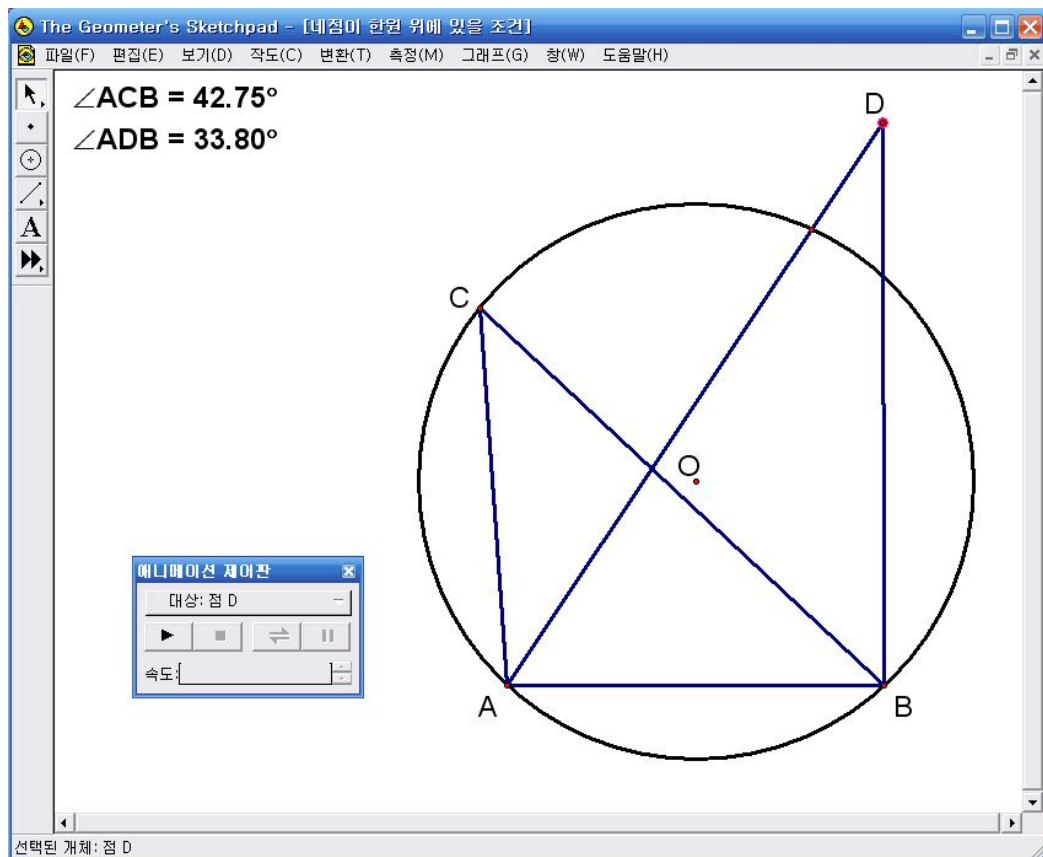 The Geometer's Sketchpad - [네점이 한원 위에 있을 조건]
파일(F) 편집(E) 보기(D) 작도(C) 변환(T) 측정(M) 그래프(G) 창(W) 도움말(H)
∠ACB = 42.75°
∠ADB = 33.80°
A
D
C
O
애니메이션 제어판
대상: 점 D
속도:
A
B
선택된 개체: 점 D